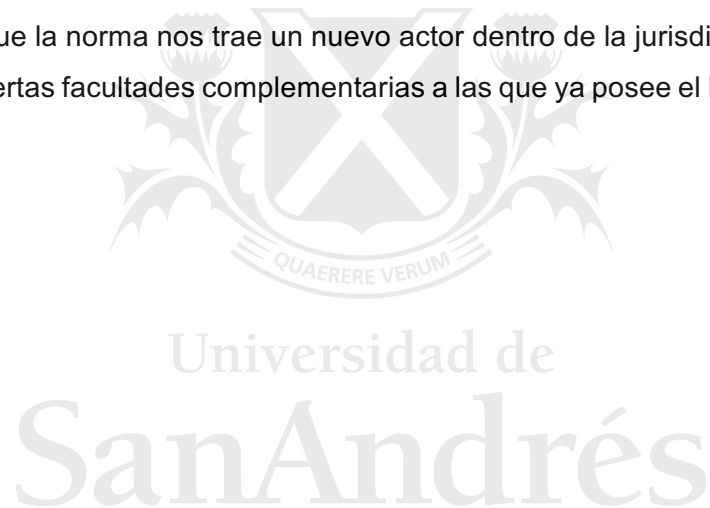 ue la norma nos trae un nuevo actor dentro de la jurisdi
ertas facultades complementarias a las que ya posee el
QUAERERE VERUM
Universidad de
SanAndrés